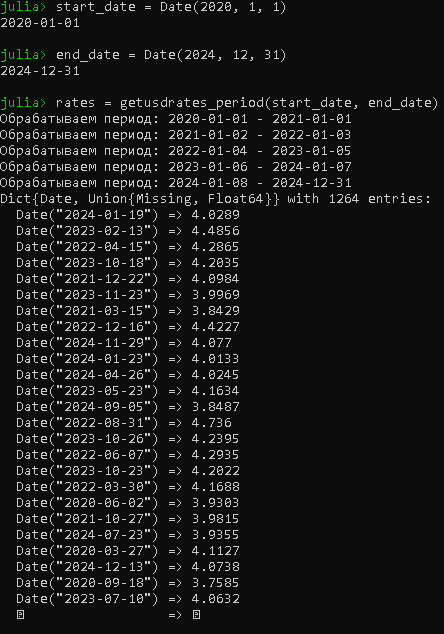 julia> start_date = Date(2020, 1, 1)
2020-01-01
julia> end_date = Date(2024, 12, 31)
2024-12-31
julia> rates = getusdrates_period(start_date, end_date)
Обрабатываем период: 2020-01-01 - 2021-01-01
Обрабатываем период: 2021-01-02 - 2022-01-03
Обрабатываем период: 2022-01-04 - 2023-01-05
Обрабатываем период: 2023-01-06 - 2024-01-07
Обрабатываем период: 2024-01-08 - 2024-12-31
Dict{Date, Union{Missing, Float64}} with 1264 entries:
Date("2024-01-19") => 4.0289
Date("2023-02-13") => 4.4856
Date("2022-04-15") => 4.2865
Date("2023-10-18") => 4.2035
Date("2021-12-22") => 4.0984
Date("2023-11-23") => 3.9969
Date("2021-03-15") => 3.8429
Date("2022-12-16") => 4.4227
Date("2024-11-29") => 4.077
Date("2024-01-23") => 4.0133
Date("2024-04-26") => 4.0245
Date("2023-05-23") => 4.1634
Date("2024-09-05") => 3.8487
Date("2022-08-31") => 4.736
Date("2023-10-26") => 4.2395
Date("2022-06-07") => 4.2935
Date("2023-10-23") => 4.2022
Date("2022-03-30") => 4.1688
Date("2020-06-02") => 3.9303
Date("2021-10-27") => 3.9815
Date("2024-07-23") => 3.9355
Date("2020-03-27") => 4.1127
Date("2024-12-13") => 4.0738
Date("2020-09-18") => 3.7585
Date("2023-07-10") => 4.0632
=>